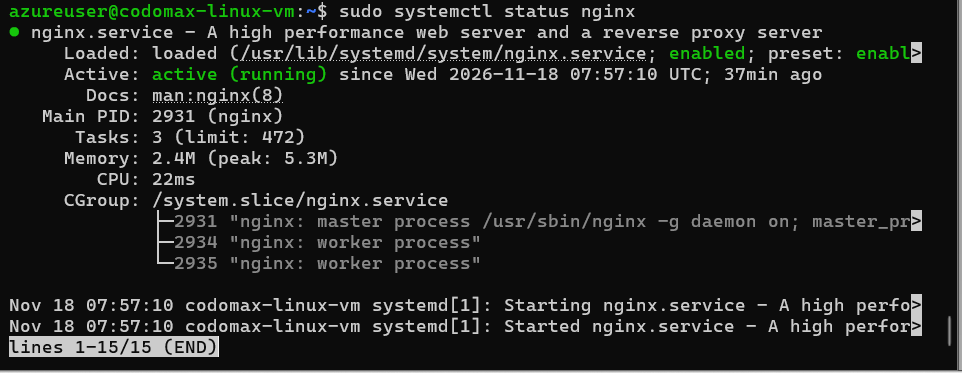 azureuser@codomax-linux-vm:~$ sudo systemctl status nginx
● nginx.service - A high performance web server and a reverse proxy server
Loaded: loaded (/usr/lib/systemd/system/nginx.service; enabled; preset: enabl>
Active: active (running) since Wed 2026-11-18 07:57:10 UTC; 37min ago
Docs: man:nginx(8)
Main PID: 2931 (nginx)
Tasks: 3 (limit: 472)
Memory: 2.4M (peak: 5.3M)
CPU: 22ms
CGroup: /system.slice/nginx.service
├─2931 "nginx: master process /usr/sbin/nginx -g daemon on; master_pr>
├─2934 "nginx: worker process"
└─2935 "nginx: worker process"
Nov 18 07:57:10 codomax-linux-vm systemd[1]: Starting nginx.service - A high perfo>
Nov 18 07:57:10 codomax-linux-vm systemd[1]: Started nginx.service - A high perfor>
lines 1-15/15 (END)